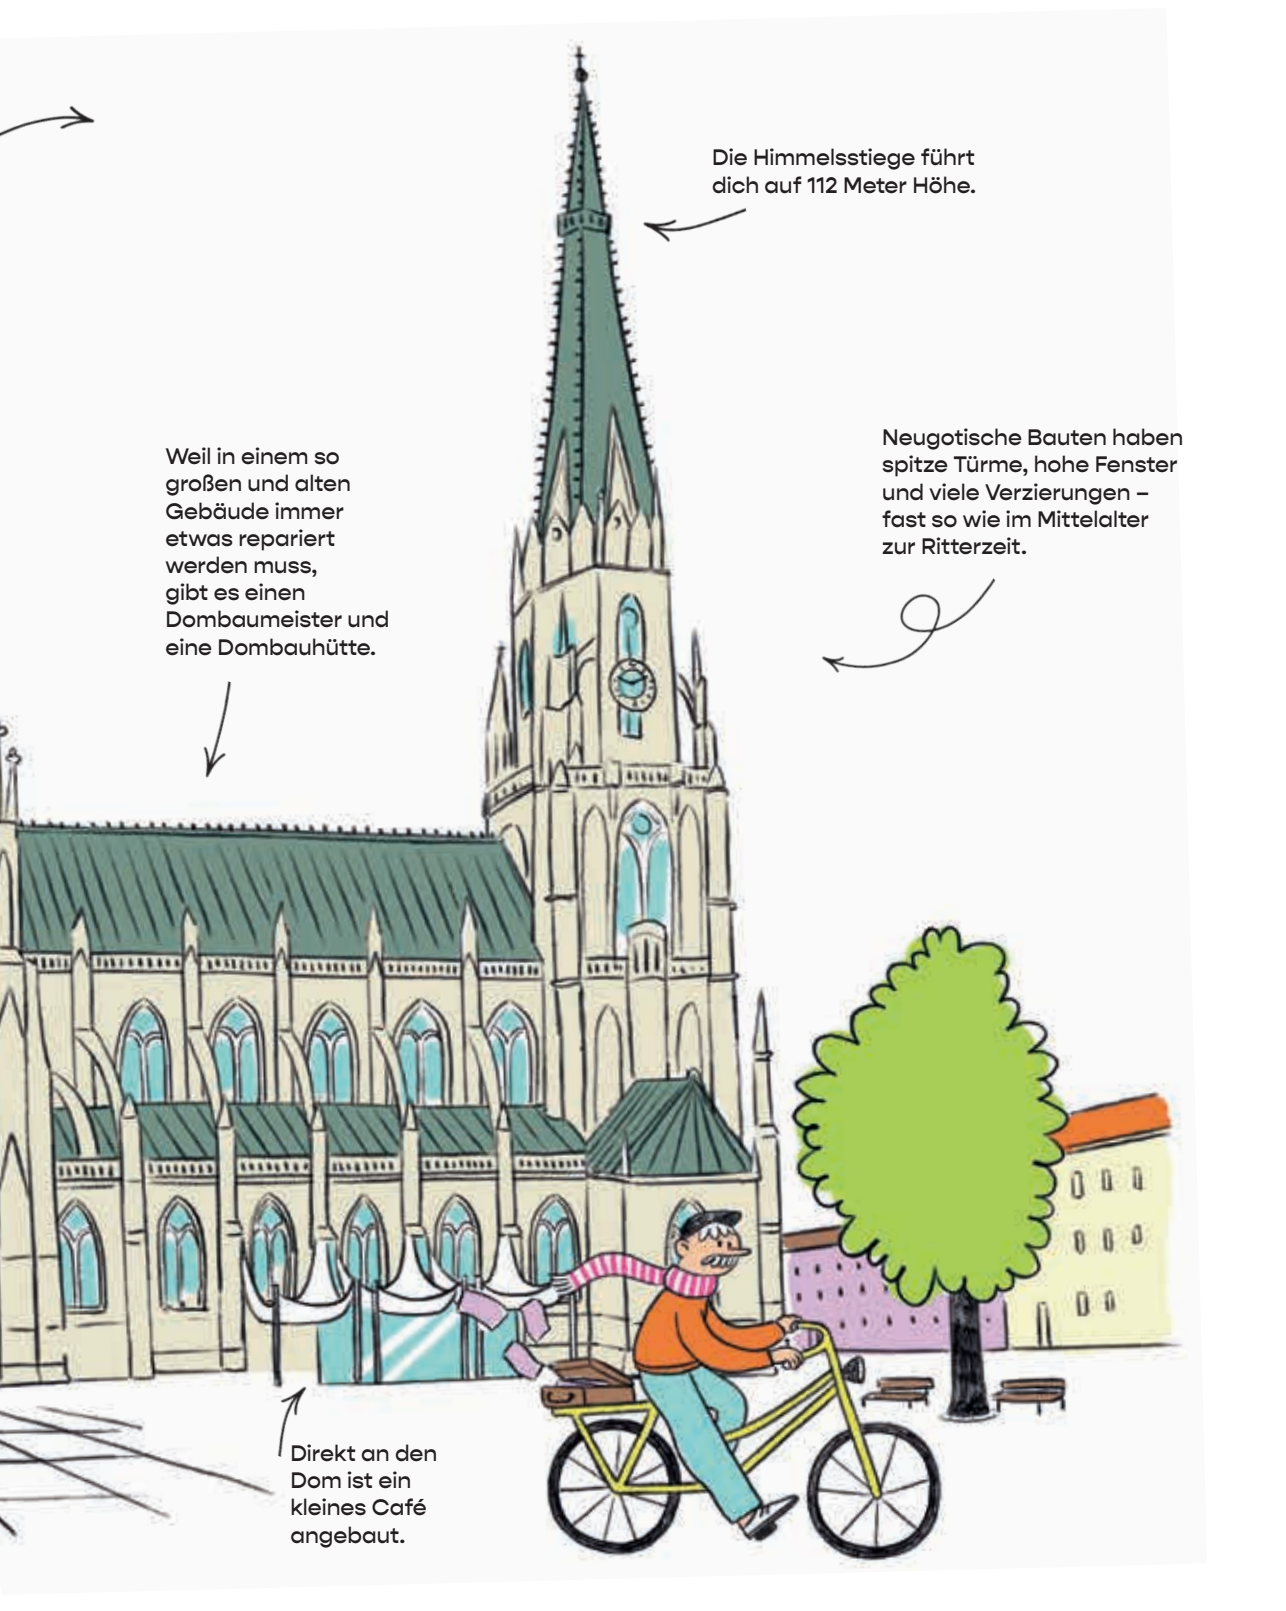 Die Himmelsstiege führt
dich auf 112 Meter Höhe.
Neugotische Bauten haben
spitze Türme, hohe Fenster
und viele Verzierungen –
fast so wie im Mittelalter
zur Ritterzeit.
Weil in einem so
großen und alten
Gebäude immer
etwas repariert
werden muss,
gibt es einen
Dombaumeister und
eine Dombauhütte.
Direkt an den
Dom ist ein
kleines Café
angebaut.